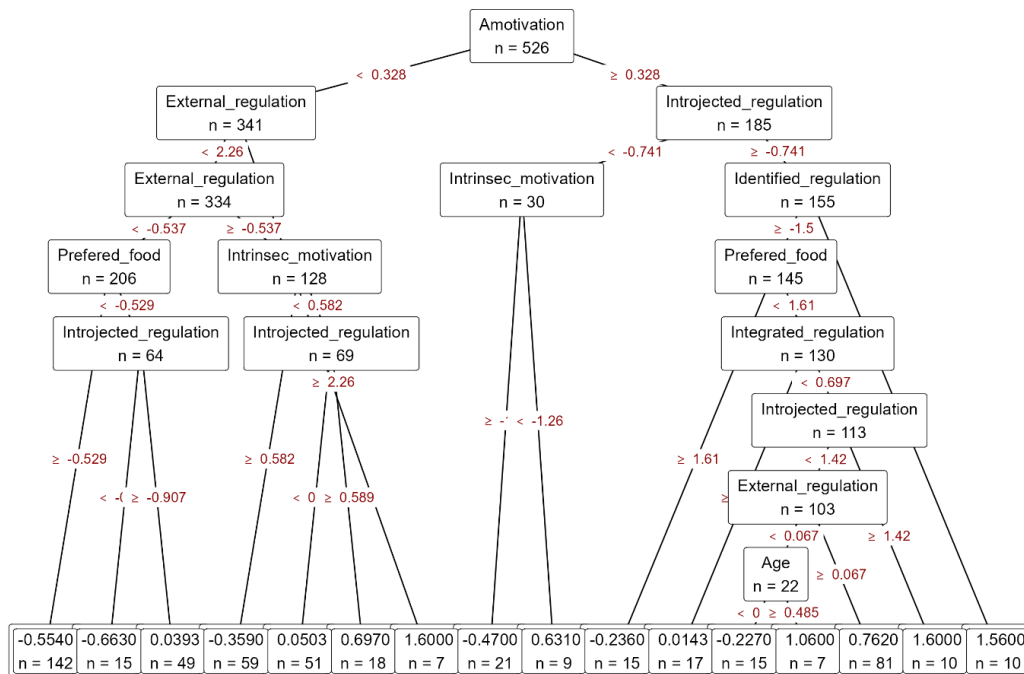 Amotivation
n = 526
< 0.328
≥ 0.328
External_regulation
n = 341
Introjected_regulation
n = 185
< 2.26
< -0.741
≥ -0.741
External_regulation
n = 334
Intrinsec_motivation
n = 30
Identified_regulation
n = 155
< -0.537
≥ -0.537
≥ -1.5
Prefered_food
n = 206
Intrinsec_motivation
n = 128
Prefered_food
n = 145
< -0.529
< 0.582
< 1.61
Introjected_regulation
n = 64
Introjected_regulation
n = 69
Integrated_regulation
n = 130
≥ 2.26
< 0.697
Introjected_regulation
n = 113
≥ -1
< -1.26
≥ -0.529
≥ 0.582
≥ 1.61
< 1.42
External_regulation
n = 103
< -0
≥ -0.907
< 0
≥ 0.589
≥
< 0.067
≥ 1.42
Age
n = 22
≥ 0.067
< 0
≥ 0.485
-0.5540 -0.6630 0.0393 -0.3590 0.0503 0.6970 1.6000 -0.4700 0.6310 -0.2360 0.0143 -0.2270 1.0600 0.7620 1.6000 1.5600
n = 142 n = 15 n = 49 n = 59 n = 51 n = 18 n = 7 n = 21 n = 9 n = 15 n = 17 n = 15 n = 7 n = 81 n = 10 n = 10